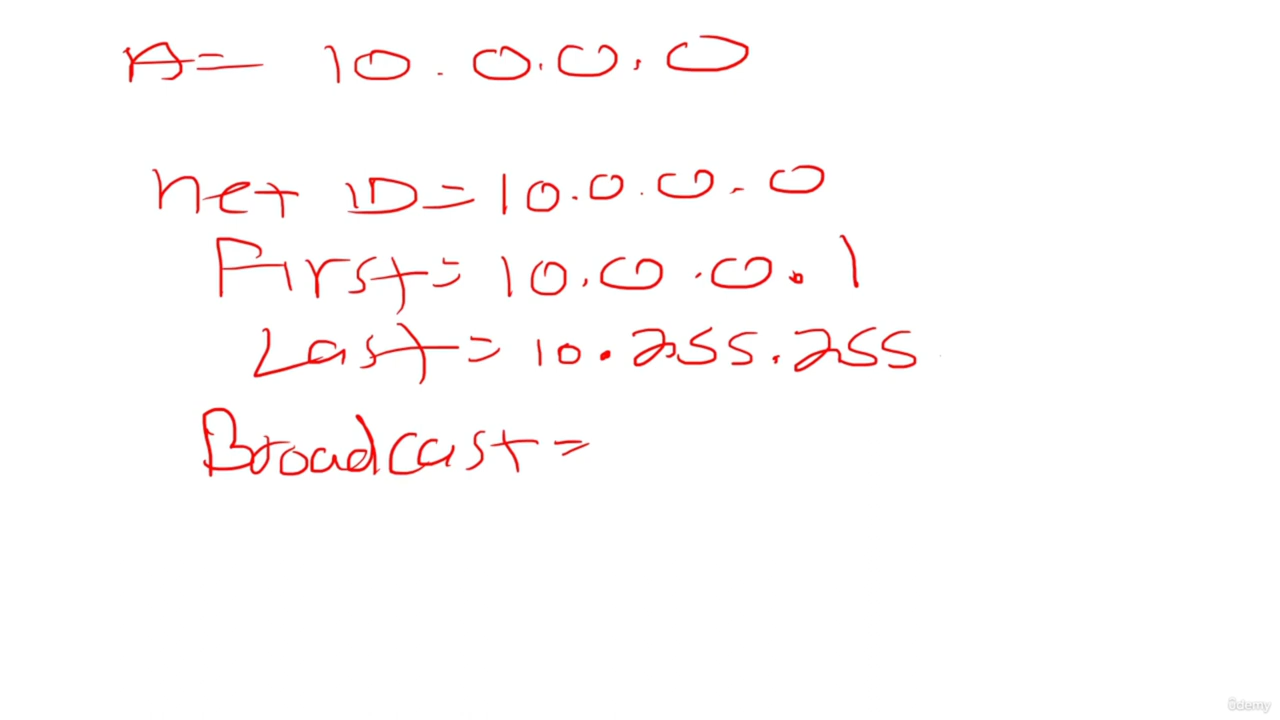 A= 10.0.0.0
net ID=10.0.0.0
First=10.0.0.1
Last=10.255.255
Broadcast=
ûdemy